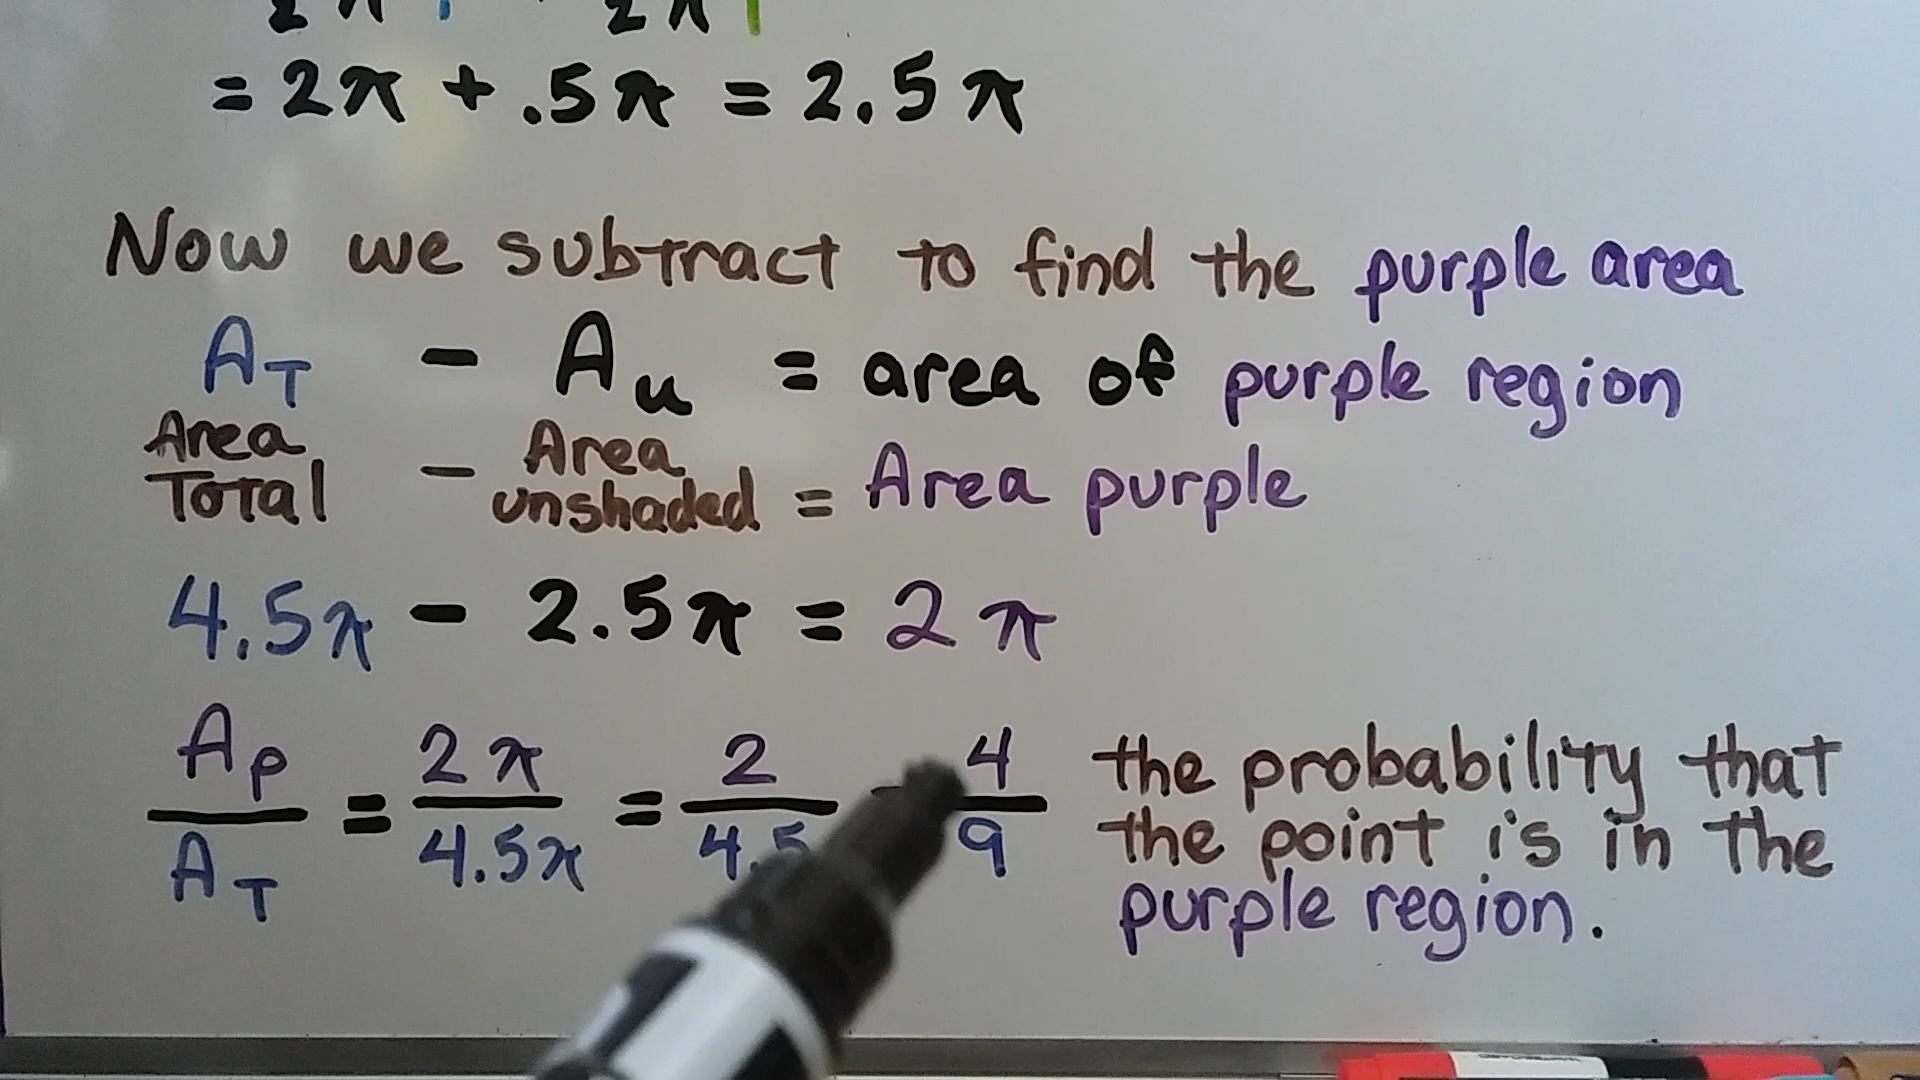 = 2π + .5π = 2.5π
Now we subtract to find the purple area
A_T - A_u = area of purple region
Area Total - Area unshaded = Area purple
4.5π - 2.5π = 2π
A_P/A_T = 2π/4.5π = 2/4.5 = 4/9 the probability that
the point is in the
purple region.